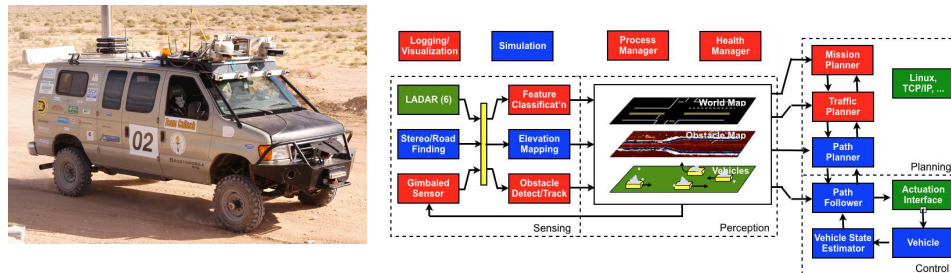 02
Team Caltech
Logging/
Visualization
Simulation
Process
Manager
Health
Manager
Mission
Planner
Linux,
TCP/IP, ...
LADAR (6)
Feature
Classificat'n
World Map
Traffic
Planner
Stereo/Road
Finding
Elevation
Mapping
Obstacle Map
Path
Planner
Planning
Gimbaled
Sensor
Obstacle
Detect/Track
Vehicles
Path
Follower
Actuation
Interface
Sensing
Perception
Vehicle State
Estimator
Vehicle
Control